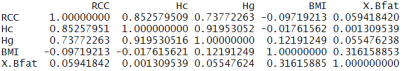 RCC Hc Hg BMI X.Bfat
RCC 1.00000000 0.852579509 0.73772263 -0.09719213 0.059418420
Hc 0.85257951 1.000000000 0.91953052 -0.01761562 0.001309539
Hg 0.73772263 0.919530516 1.00000000 0.12191249 0.055476238
BMI -0.09719213 -0.017615621 0.12191249 1.00000000 0.316158853
X.Bfat 0.05941842 0.001309539 0.05547624 0.31615885 1.000000000